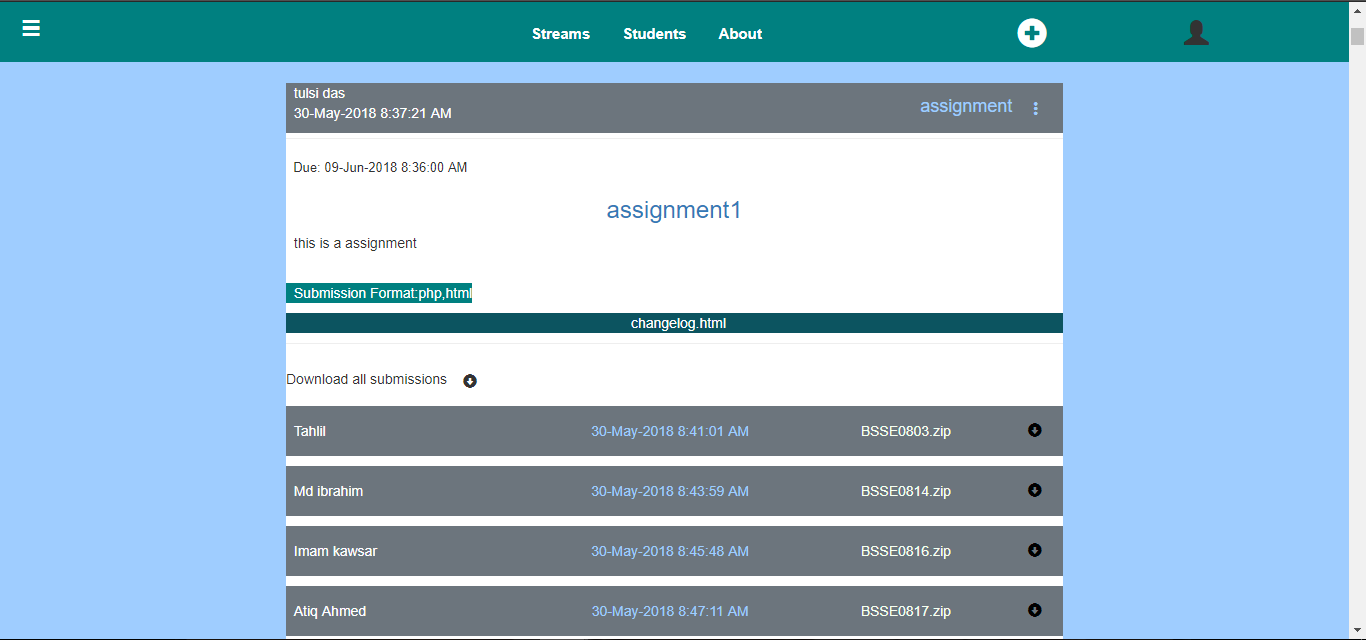 Streams Students About
tulsi das
30-May-2018 8:37:21 AM
assignment
Due: 09-Jun-2018 8:36:00 AM
assignment1
this is a assignment
Submission Format:php,html
changelog.html
Download all submissions
Tahlil 30-May-2018 8:41:01 AM BSSE0803.zip
Md ibrahim 30-May-2018 8:43:59 AM BSSE0814.zip
Imam kawsar 30-May-2018 8:45:48 AM BSSE0816.zip
Atiq Ahmed 30-May-2018 8:47:11 AM BSSE0817.zip